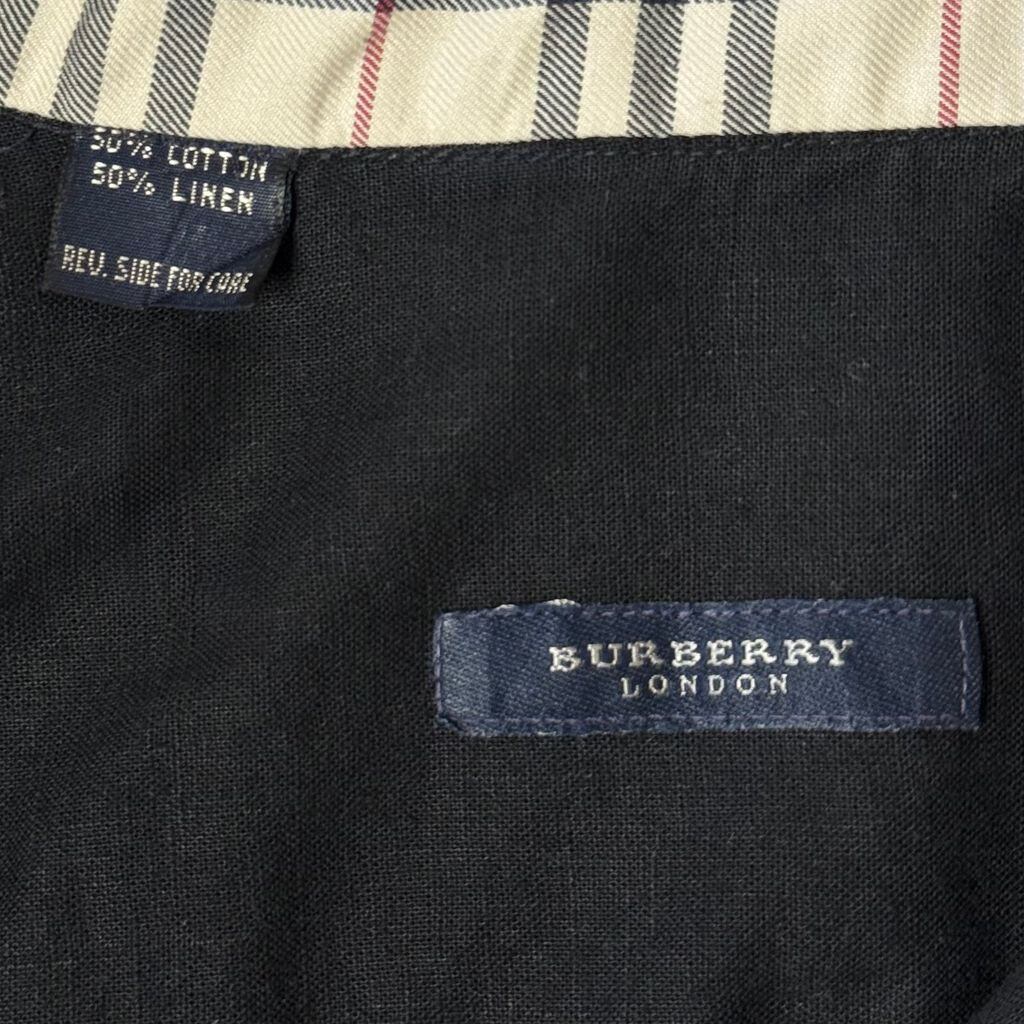 50% COTTON
50% LINEN
REV. SIDE FOR CARE
BURBERRY
LONDON